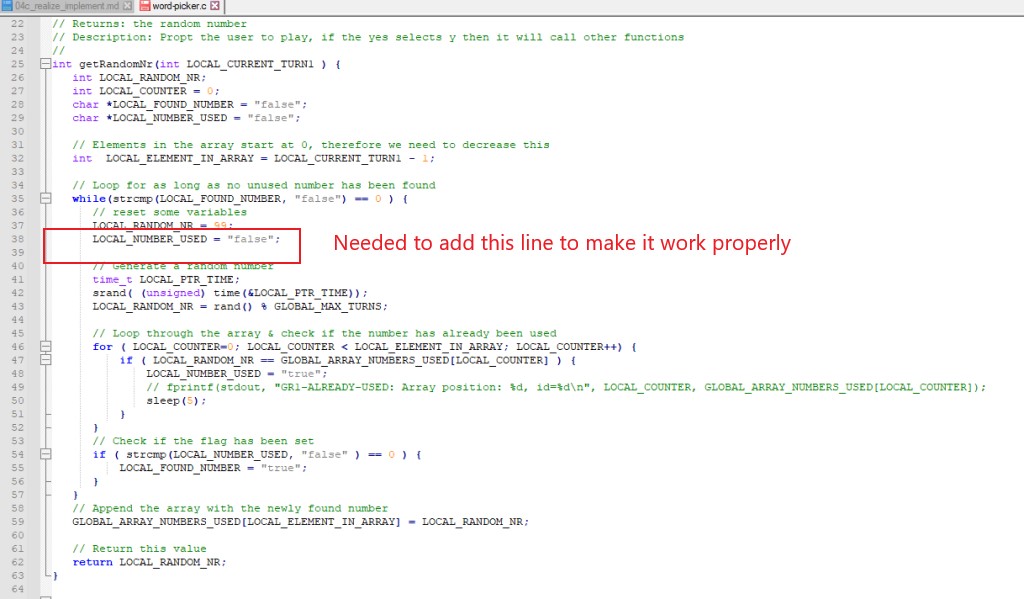 04c_realize_implement.md word-picker.c
22 // Returns: the random number
23 // Description: Propt the user to play, if the yes selects y then it will call other functions
24 //
25 int getRandomNr(int LOCAL_CURRENT_TURN1 ) {
26 int LOCAL_RANDOM_NR;
27 int LOCAL_COUNTER = 0;
28 char *LOCAL_FOUND_NUMBER = "false";
29 char *LOCAL_NUMBER_USED = "false";
30
31 // Elements in the array start at 0, therefore we need to decrease this
32 int  LOCAL_ELEMENT_IN_ARRAY = LOCAL_CURRENT_TURN1 - 1;
33
34 // Loop for as long as no unused number has been found
35 while(strcmp(LOCAL_FOUND_NUMBER, "false") == 0 ) {
36 // reset some variables
37 LOCAL_RANDOM_NR = 99;
38 LOCAL_NUMBER_USED = "false"; Needed to add this line to make it work properly
39
40 // Generate a random number
41 time_t LOCAL_PTR_TIME;
42 srand( (unsigned) time(&LOCAL_PTR_TIME));
43 LOCAL_RANDOM_NR = rand() % GLOBAL_MAX_TURNS;
44
45 // Loop through the array & check if the number has already been used
46 for ( LOCAL_COUNTER=0; LOCAL_COUNTER < LOCAL_ELEMENT_IN_ARRAY; LOCAL_COUNTER++) {
47 if ( LOCAL_RANDOM_NR == GLOBAL_ARRAY_NUMBERS_USED[LOCAL_COUNTER] ) {
48 LOCAL_NUMBER_USED = "true";
49 // fprintf(stdout, "GR1-ALREADY-USED: Array position: %d, id=%d\n", LOCAL_COUNTER, GLOBAL_ARRAY_NUMBERS_USED[LOCAL_COUNTER]);
50 sleep(5);
51 }
52 }
53 // Check if the flag has been set
54 if ( strcmp(LOCAL_NUMBER_USED, "false" ) == 0 ) {
55 LOCAL_FOUND_NUMBER = "true";
56 }
57 }
58 // Append the array with the newly found number
59 GLOBAL_ARRAY_NUMBERS_USED[LOCAL_ELEMENT_IN_ARRAY] = LOCAL_RANDOM_NR;
60
61 // Return this value
62 return LOCAL_RANDOM_NR;
63 }
64